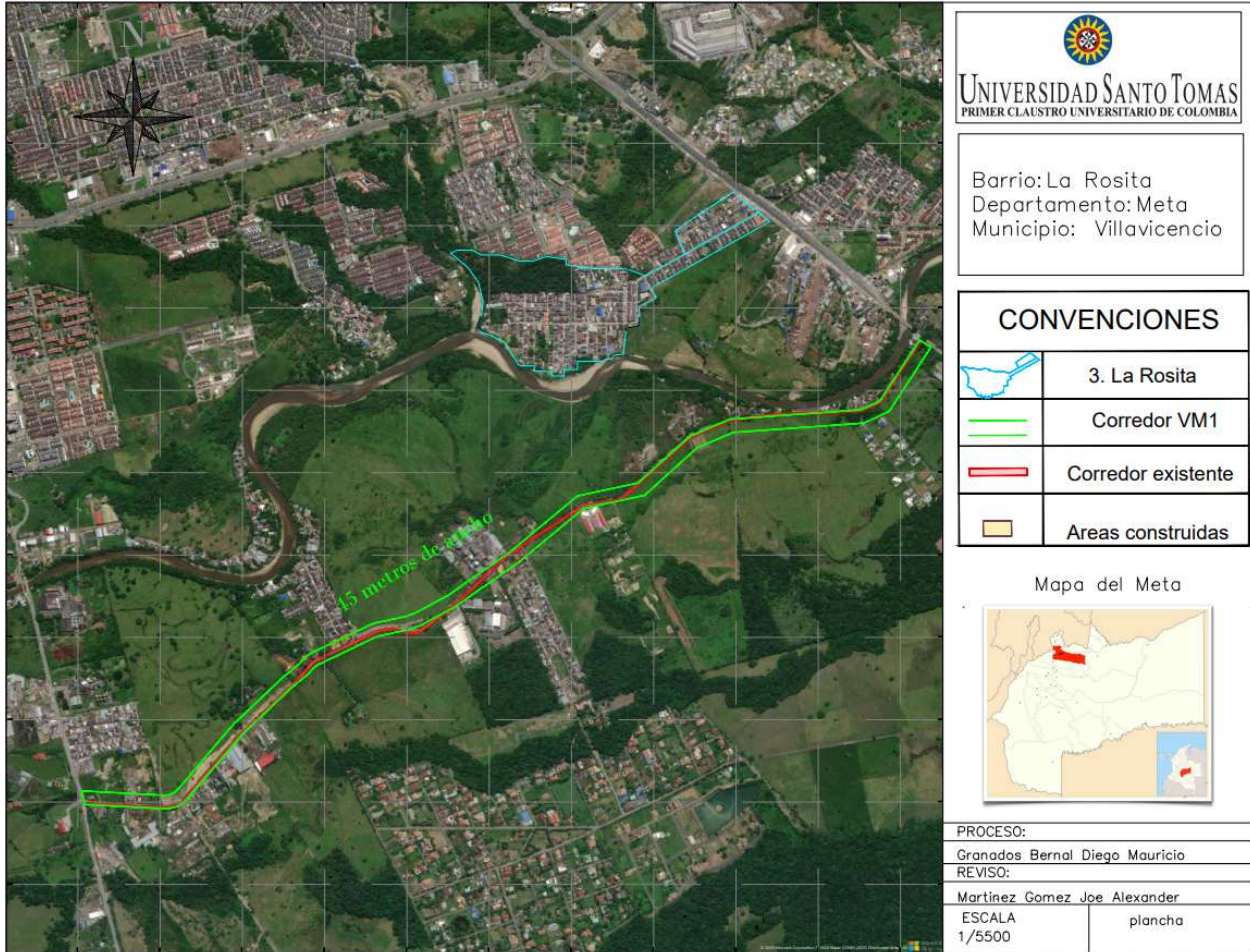 N
45 metros de ancho
UNIVERSIDAD SANTO TOMAS
PRIMER CLAUSTRO UNIVERSITARIO DE COLOMBIA
Barrio: La Rosita
Departamento: Meta
Municipio: Villavicencio
CONVENCIONES
3. La Rosita
Corredor VM1
Corredor existente
Areas construidas
Mapa del Meta
PROCESO:
Granados Bernal Diego Mauricio
REVISO:
Martinez Gomez Joe Alexander
ESCALA
1/5500
plancha